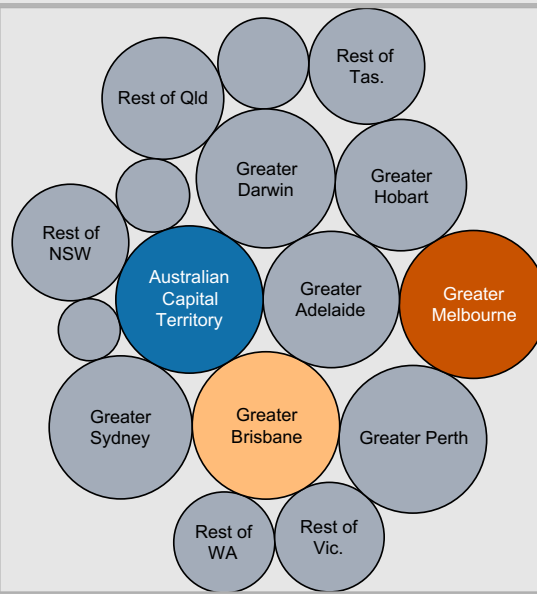 Rest of
Tas.
Rest of Qld
Greater
Darwin
Greater
Hobart
Rest of
NSW
Australian
Capital
Territory
Greater
Adelaide
Greater
Melbourne
Greater
Sydney
Greater
Brisbane
Greater Perth
Rest of
WA
Rest of
Vic.